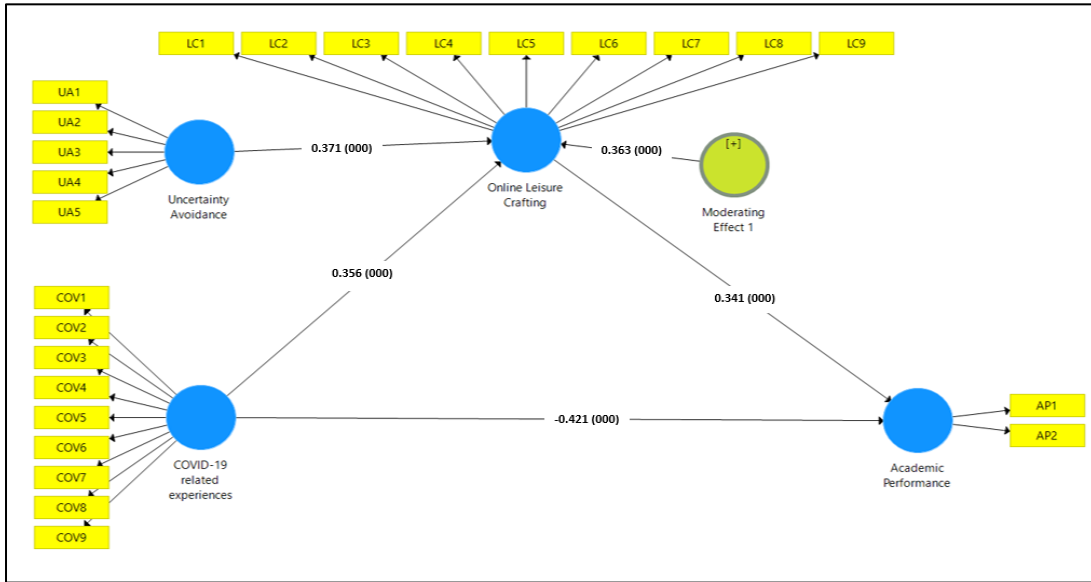 LC1
LC2
LC3
LC4
LC5
LC6
LC7
LC8
LC9
UA1
UA2
UA3
UA4
UA5
Uncertainty
Avoidance
0.371 (000)
Online Leisure
Crafting
0.363 (000)
[+]
Moderating
Effect 1
0.356 (000)
0.341 (000)
COV1
COV2
COV3
COV4
COV5
COV6
COV7
COV8
COV9
COVID-19
related
experiences
-0.421 (000)
Academic
Performance
AP1
AP2